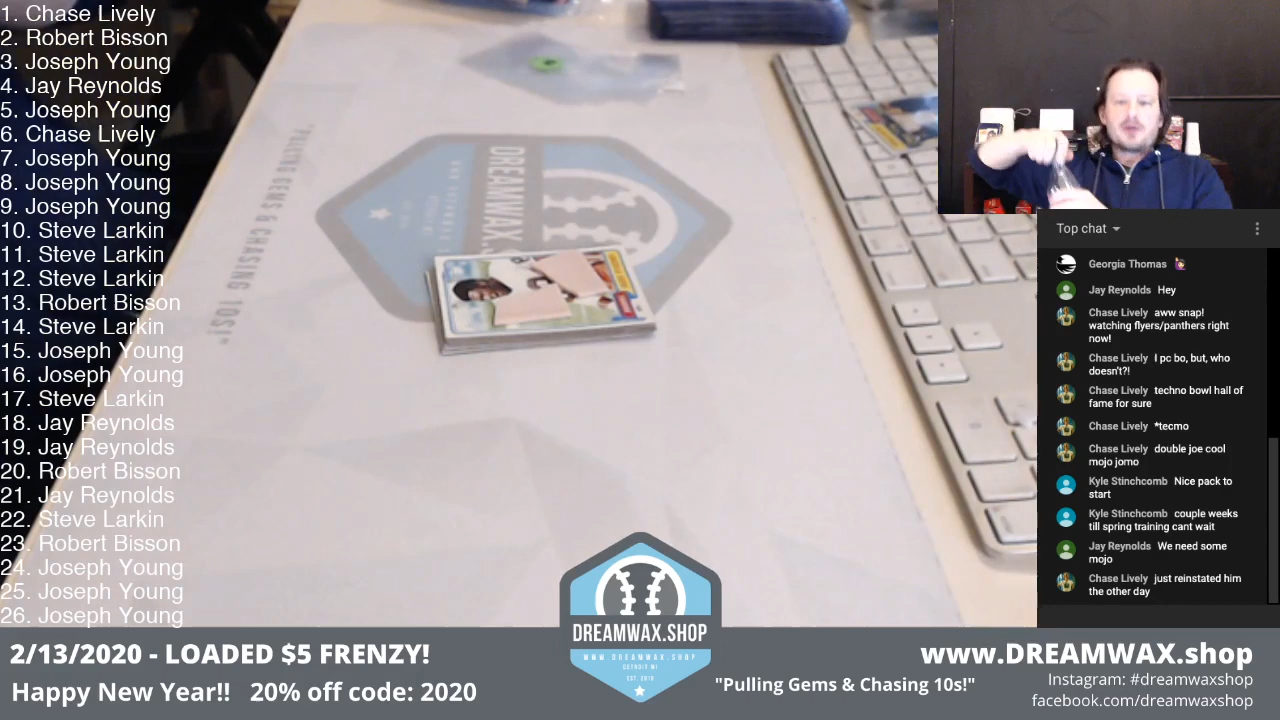 1. Chase Lively
2. Robert Bisson
3. Joseph Young
4. Jay Reynolds
5. Joseph Young
6. Chase Lively
7. Joseph Young
8. Joseph Young
9. Joseph Young
10. Steve Larkin
11. Steve Larkin
12. Steve Larkin
13. Robert Bisson
14. Steve Larkin
15. Joseph Young
16. Joseph Young
17. Steve Larkin
18. Jay Reynolds
19. Jay Reynolds
20. Robert Bisson
21. Jay Reynolds
22. Steve Larkin
23. Robert Bisson
24. Joseph Young
25. Joseph Young
26. Joseph Young
"PULLING GEMS & CHASING 10S!"
DREAMWAX.S
Top chat
Georgia Thomas
Jay Reynolds Hey
Chase Lively aww snap!
watching flyers/panthers right
now!
Chase Lively I pc bo, but, who
doesn't?!
Chase Lively techno bowl hall of
fame for sure
Chase Lively *tecmo
Chase Lively double joe cool
mojo jomo
Kyle Stinchcomb Nice pack to
start
Kyle Stinchcomb couple weeks
till spring training cant wait
Jay Reynolds We need some
mojo
Chase Lively just reinstated him
the other day
DREAMWAX.SHOP
WWW.DREAMWAX.SHOP
DETROIT MI
EST. 2018
2/13/2020 - LOADED $5 FRENZY!
Happy New Year!! 20% off code: 2020
"Pulling Gems & Chasing 10s!"
www.DREAMWAX.shop
Instagram: #dreamwaxshop
facebook.com/dreamwaxshop